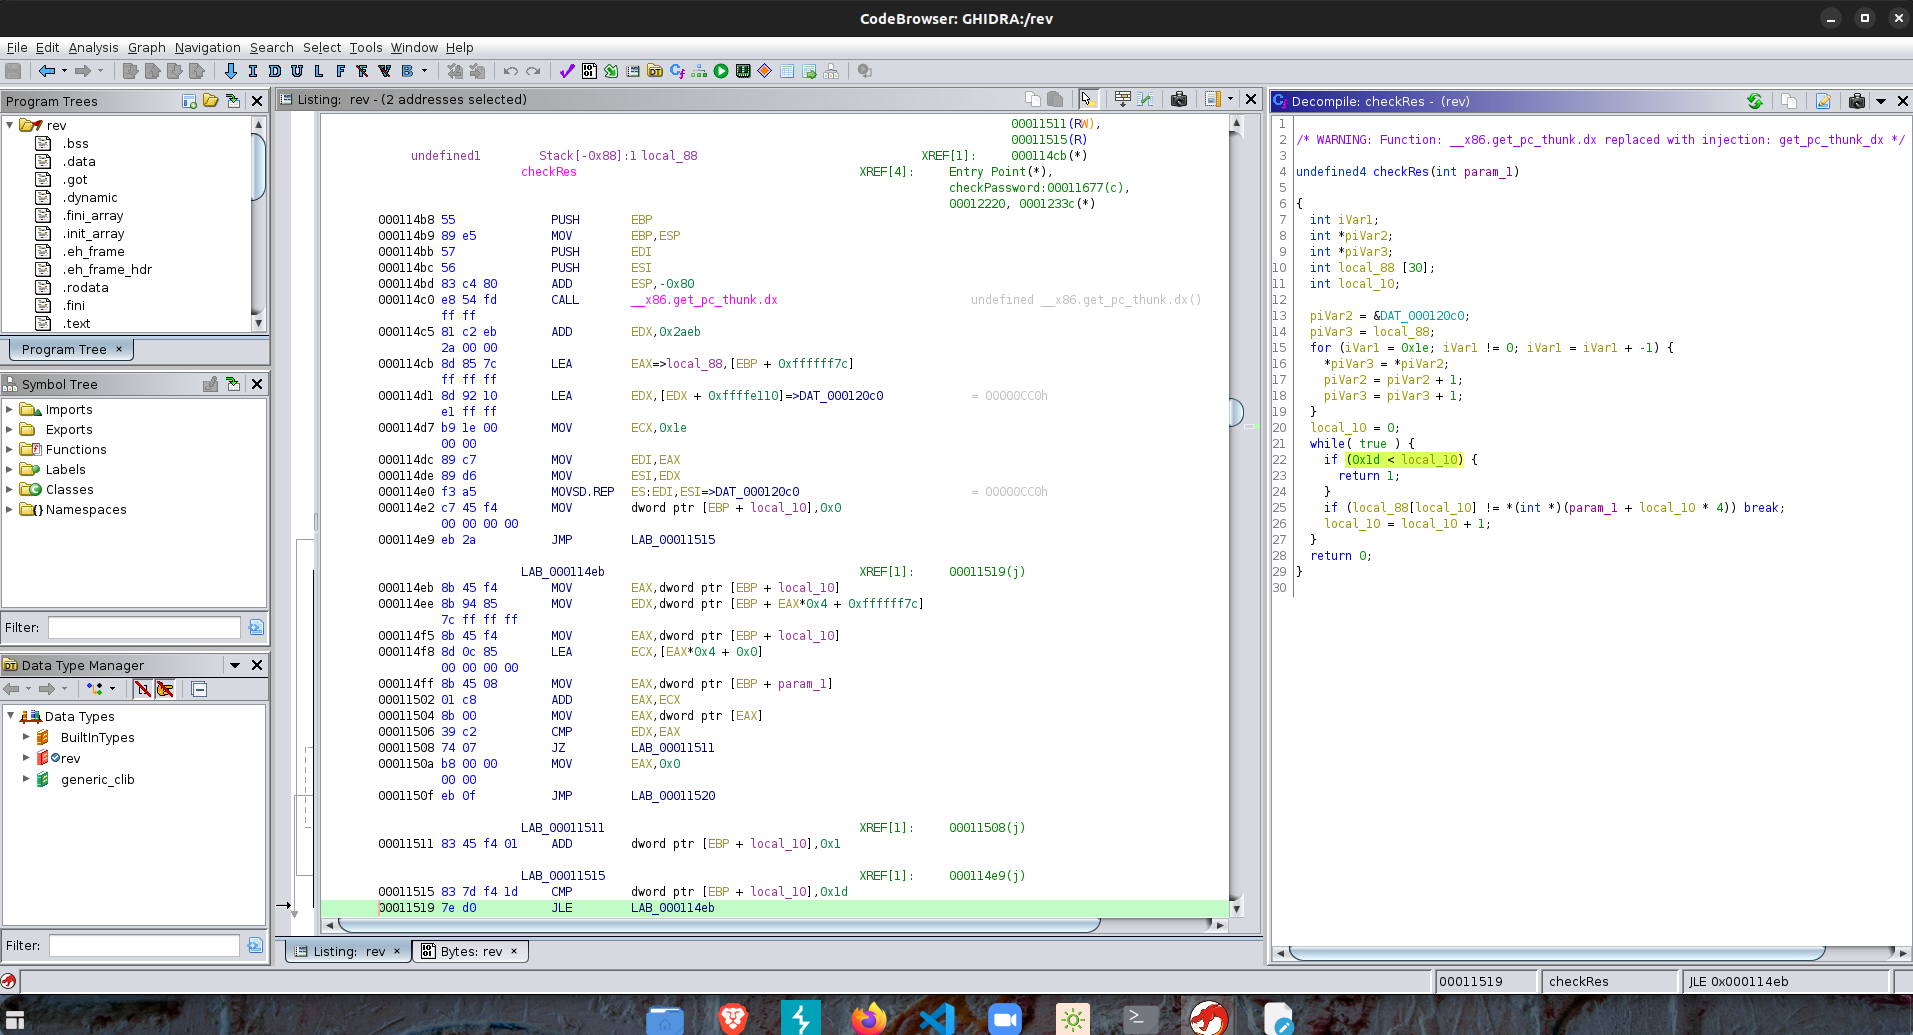 CodeBrowser: GHIDRA:/rev
File Edit Analysis Graph Navigation Search Select Tools Window Help
Program Trees
rev
.bss
.data
.got
.dynamic
.fini_array
.init_array
.eh_frame
.eh_frame_hdr
.rodata
.fini
.text
Program Tree ×
Symbol Tree
Imports
Exports
Functions
Labels
Classes
Namespaces
Filter:
Data Type Manager
Data Types
BuiltInTypes
rev
generic_clib
Filter:
Listing: rev - (2 addresses selected)
00011511(RW),
00011515(R)
undefined1 Stack[-0x88]:1 local_88 XREF[1]: 000114cb(*)
checkRes XREF[4]: Entry Point(*),
checkPassword:00011677(c),
00012220, 0001233c(*)
000114b8 55 PUSH EBP
000114b9 89 e5 MOV EBP,ESP
000114bb 57 PUSH EDI
000114bc 56 PUSH ESI
000114bd 83 c4 80 ADD ESP,-0x80
000114c0 e8 54 fd CALL __x86.get_pc_thunk.dx undefined __x86.get_pc_thunk.dx()
ff ff
000114c5 81 c2 eb ADD EDX,0x2aeb
2a 00 00
000114cb 8d 85 7c LEA EAX=>local_88,[EBP + 0xffffff7c]
ff ff ff
000114d1 8d 92 10 LEA EDX,[EDX + 0xffffe110]=>DAT_000120c0 = 00000CC0h
e1 ff ff
000114d7 b9 1e 00 MOV ECX,0x1e
00 00
000114dc 89 c7 MOV EDI,EAX
000114de 89 d6 MOV ESI,EDX
000114e0 f3 a5 MOVSD.REP ES:EDI,ESI=>DAT_000120c0 = 00000CC0h
000114e2 c7 45 f4 MOV dword ptr [EBP + local_10],0x0
00 00 00 00
000114e9 eb 2a JMP LAB_00011515
LAB_000114eb XREF[1]: 00011519(j)
000114eb 8b 45 f4 MOV EAX,dword ptr [EBP + local_10]
000114ee 8b 94 85 MOV EDX,dword ptr [EBP + EAX*0x4 + 0xffffff7c]
7c ff ff ff
000114f5 8b 45 f4 MOV EAX,dword ptr [EBP + local_10]
000114f8 8d 0c 85 LEA ECX,[EAX*0x4 + 0x0]
00 00 00 00
000114ff 8b 45 08 MOV EAX,dword ptr [EBP + param_1]
00011502 01 c8 ADD EAX,ECX
00011504 8b 00 MOV EAX,dword ptr [EAX]
00011506 39 c2 CMP EDX,EAX
00011508 74 07 JZ LAB_00011511
0001150a b8 00 00 MOV EAX,0x0
00 00
0001150f eb 0f JMP LAB_00011520
LAB_00011511 XREF[1]: 00011508(j)
00011511 83 45 f4 01 ADD dword ptr [EBP + local_10],0x1
LAB_00011515 XREF[1]: 000114e9(j)
00011515 83 7d f4 1d CMP dword ptr [EBP + local_10],0x1d
00011519 7e d0 JLE LAB_000114eb
Listing: rev × Bytes: rev ×
Decompile: checkRes - (rev)
1
2 /* WARNING: Function: __x86.get_pc_thunk.dx replaced with injection: get_pc_thunk_dx */
3
4 undefined4 checkRes(int param_1)
5
6 {
7 int iVar1;
8 int *piVar2;
9 int *piVar3;
10 int local_88 [30];
11 int local_10;
12
13 piVar2 = &DAT_000120c0;
14 piVar3 = local_88;
15 for (iVar1 = 0x1e; iVar1 != 0; iVar1 = iVar1 + -1) {
16 *piVar3 = *piVar2;
17 piVar2 = piVar2 + 1;
18 piVar3 = piVar3 + 1;
19 }
20 local_10 = 0;
21 while( true ) {
22 if (0x1d < local_10) {
23 return 1;
24 }
25 if (local_88[local_10] != *(int *)(param_1 + local_10 * 4)) break;
26 local_10 = local_10 + 1;
27 }
28 return 0;
29 }
30
00011519 checkRes JLE 0x000114eb